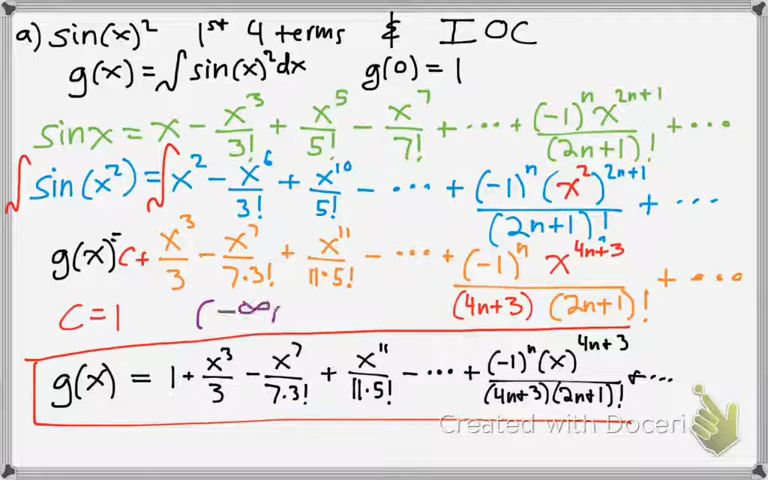 a) sin(x)² 1st 4 terms & IOC
g(x) = ∫ sin(x)² dx g(0) = 1
sin x = x - x³/3! + x⁵/5! - x⁷/7! + ... + (-1)ⁿ x²ⁿ⁺¹/(2n+1)! + ...
∫ sin(x²) = ∫ x² - x⁶/3! + x¹⁰/5! - ... + (-1)ⁿ (x²)²ⁿ⁺¹/(2n+1)! + ...
g(x) = C + x³/3 - x⁷/7·3! + x¹¹/11·5! - ... + (-1)ⁿ x⁴ⁿ⁺³/(4n+3) (2n+1)! + ...
C = 1 (-∞,
g(x) = 1 + x³/3 - x⁷/7·3! + x¹¹/11·5! - ... + (-1)ⁿ (x)⁴ⁿ⁺³/(4n+3)(2n+1)! + ...
Created with Doceri